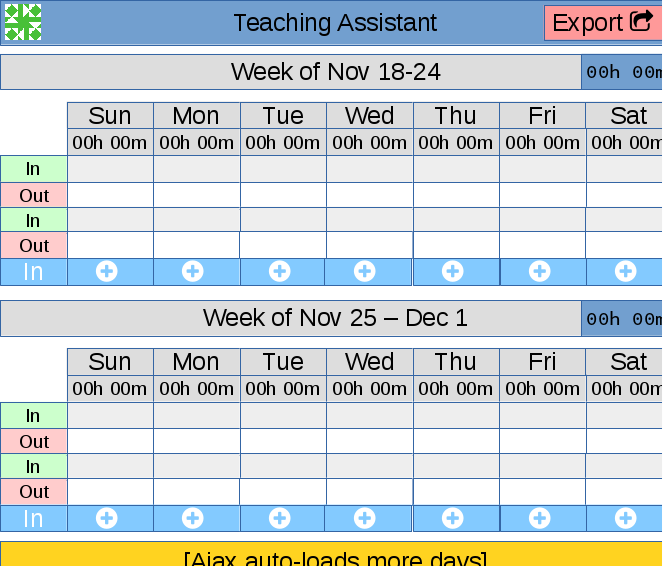 Teaching Assistant Export
Week of Nov 18-24 00h 00m
Sun Mon Tue Wed Thu Fri Sat
00h 00m 00h 00m 00h 00m 00h 00m 00h 00m 00h 00m 00h 00m
In
Out
In
Out
In
Week of Nov 25 – Dec 1 00h 00m
Sun Mon Tue Wed Thu Fri Sat
00h 00m 00h 00m 00h 00m 00h 00m 00h 00m 00h 00m 00h 00m
In
Out
In
Out
In
[Ajax auto-loads more days]